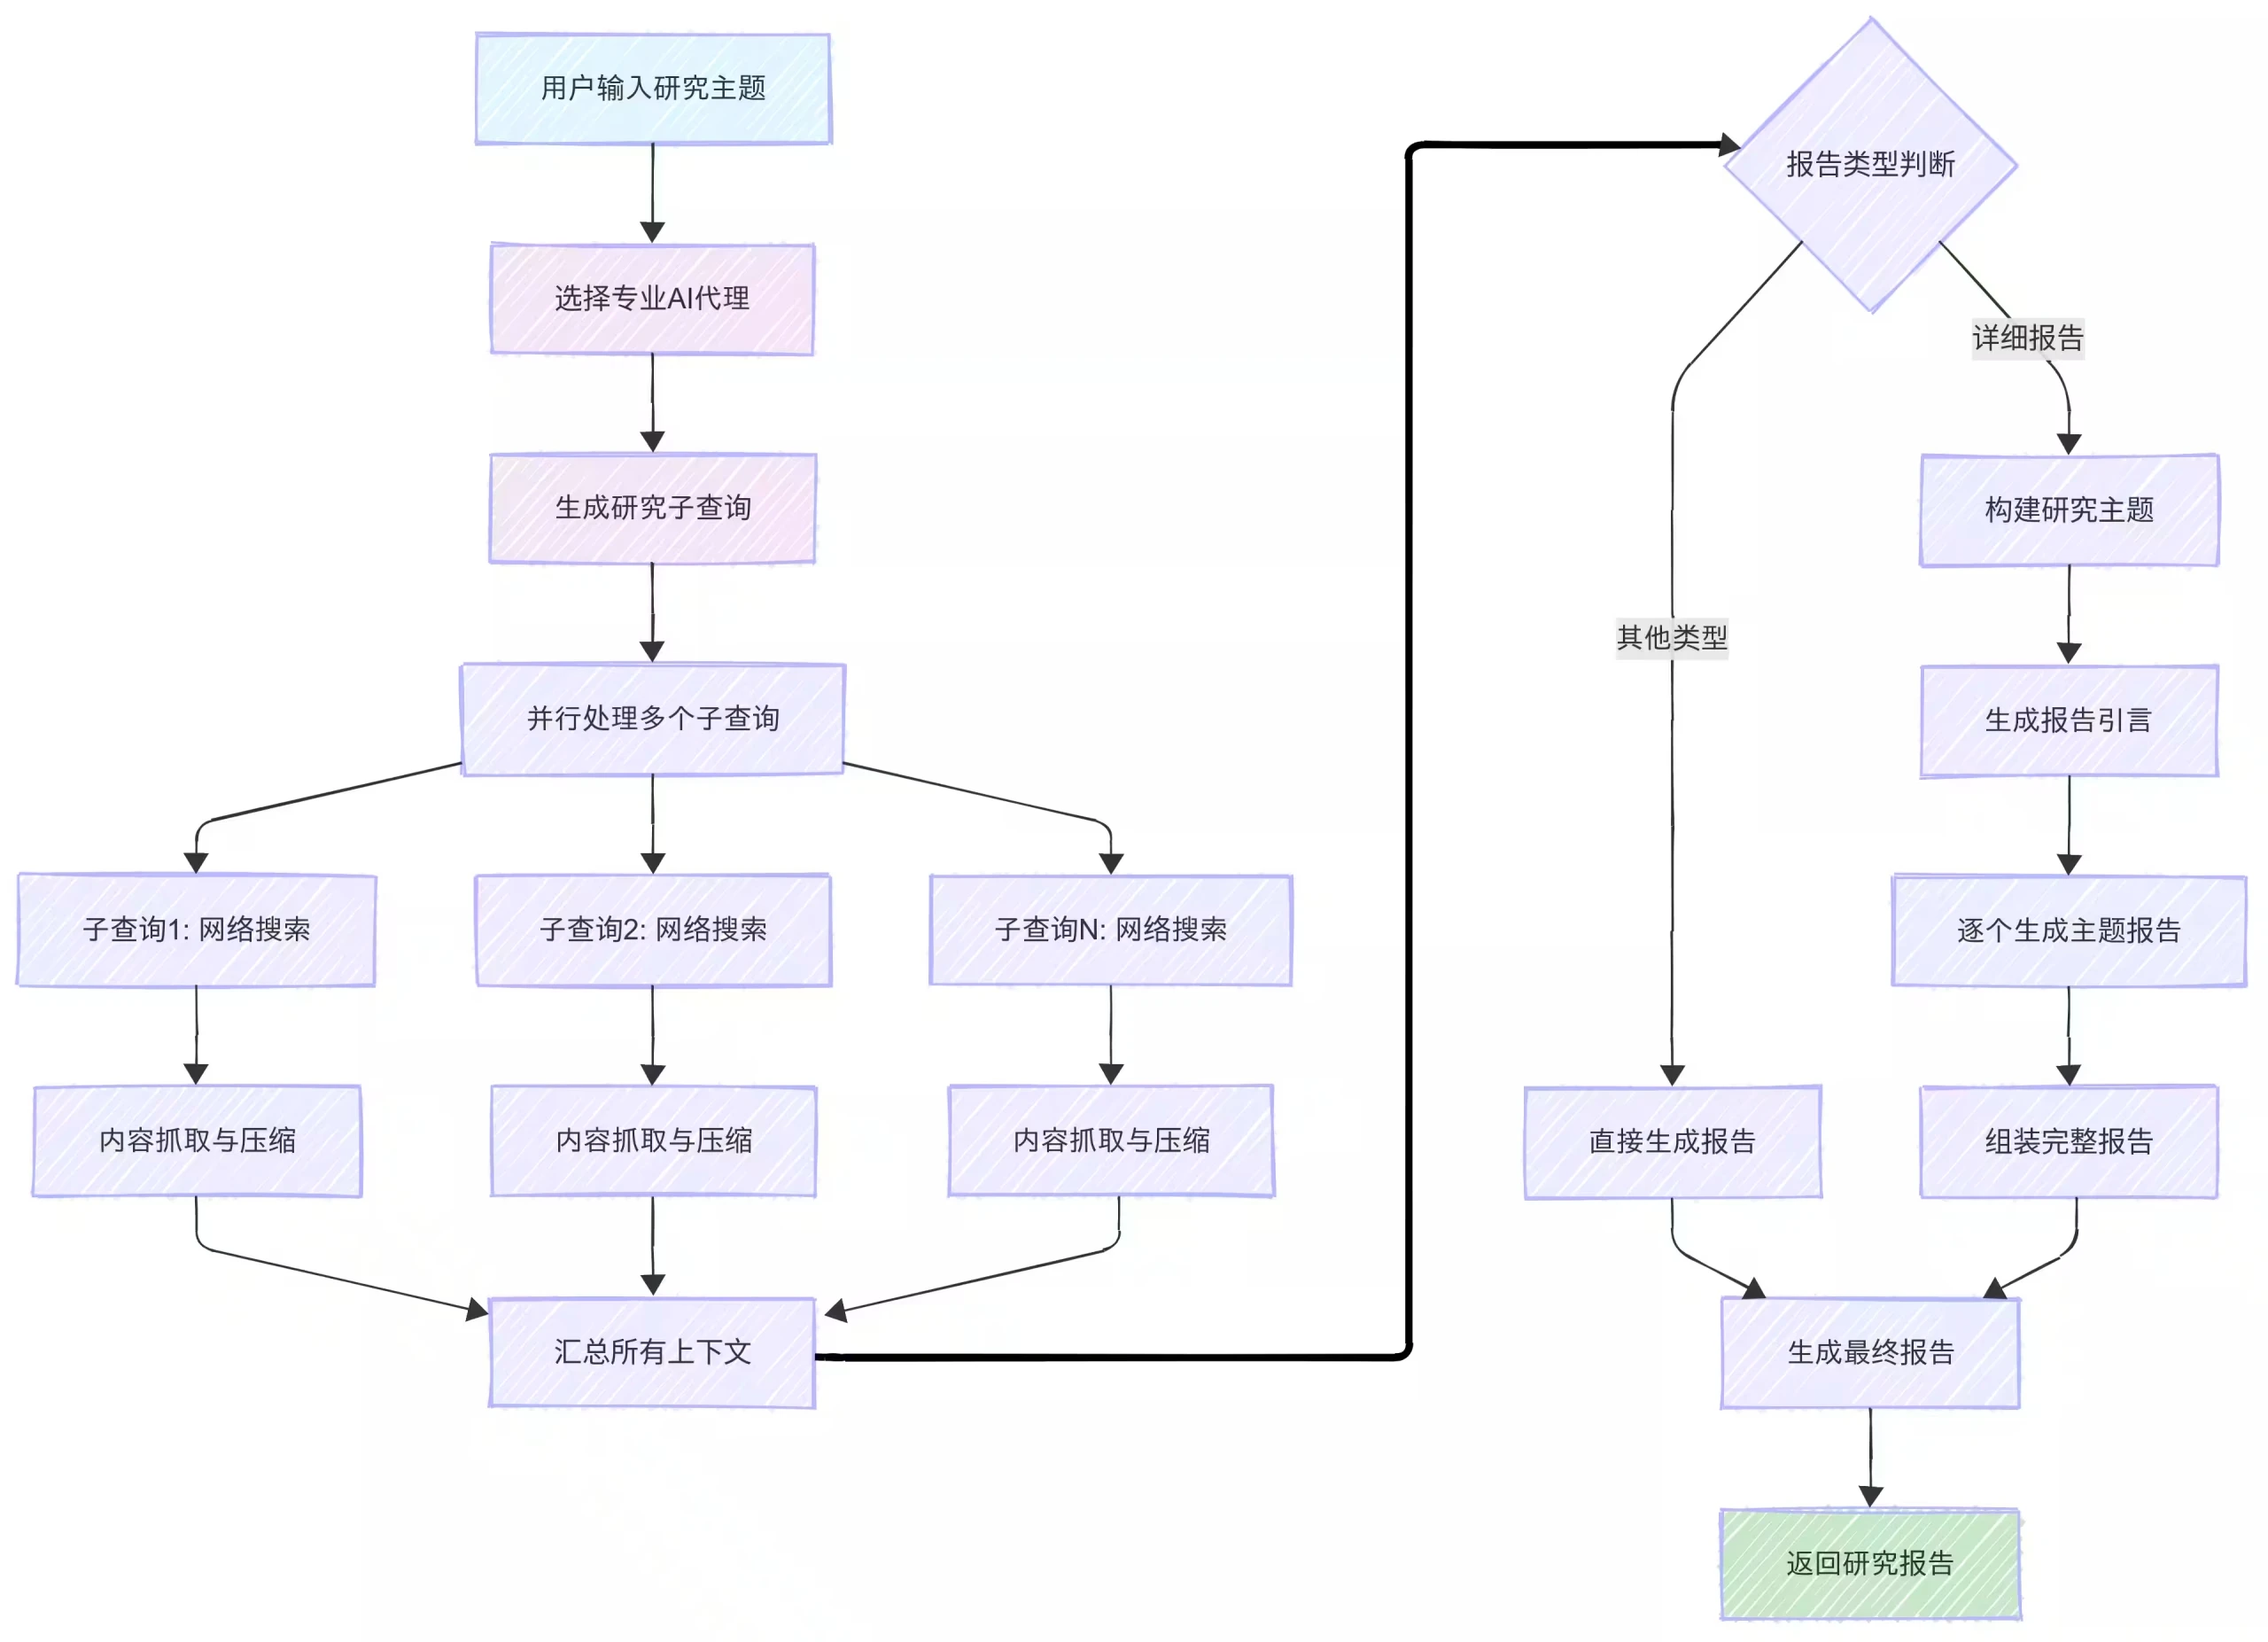 用户输入研究主题
选择专业AI代理
生成研究子查询
并行处理多个子查询
子查询1: 网络搜索
子查询2: 网络搜索
子查询N: 网络搜索
内容抓取与压缩
内容抓取与压缩
内容抓取与压缩
汇总所有上下文
报告类型判断
详细报告
其他类型
构建研究主题
生成报告引言
逐个生成主题报告
直接生成报告
组装完整报告
生成最终报告
返回研究报告